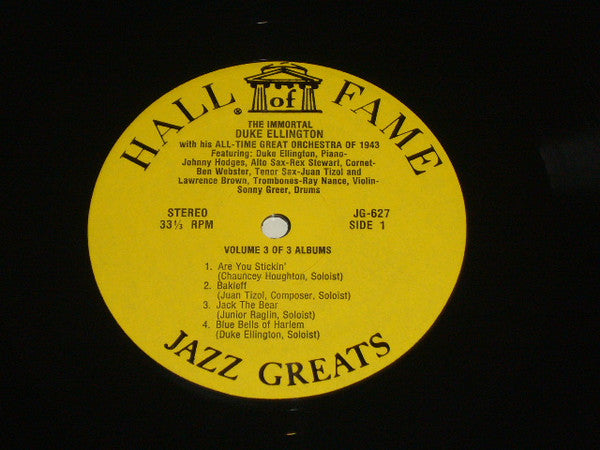 HALL of FAME
®
THE IMMORTAL
DUKE ELLINGTON
with his ALL-TIME GREAT ORCHESTRA OF 1943
Featuring: Duke Ellington, Piano-
Johnny Hodges, Alto Sax-Rex Stewart, Cornet-
Ben Webster, Tenor Sax-Juan Tizol and
Lawrence Brown, Trombones-Ray Nance, Violin-
Sonny Greer, Drums
STEREO
33⅓ RPM
JG-627
SIDE 1
VOLUME 3 OF 3 ALBUMS
1. Are You Stickin'
(Chauncey Houghton, Soloist)
2. Bakieff
(Juan Tizol, Composer, Soloist)
3. Jack The Bear
(Junior Raglin, Soloist)
4. Blue Bells of Harlem
(Duke Ellington, Soloist)
JAZZ GREATS